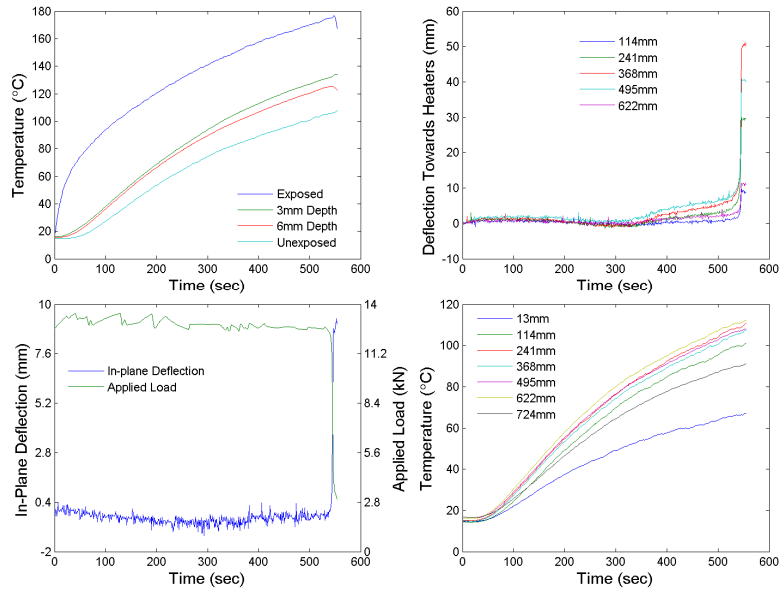 180
160
140
120
100
80
60
40
20
0
Temperature (°C)
Exposed
3mm Depth
6mm Depth
Unexposed
0 100 200 300 400 500 600
Time (sec)
60
50
40
30
20
10
0
-10
Deflection Towards Heaters (mm)
114mm
241mm
368mm
495mm
622mm
0 100 200 300 400 500 600
Time (sec)
10
7.6
5.2
2.8
0.4
-2
In-Plane Deflection (mm)
In-plane Deflection
Applied Load
14
11.2
8.4
5.6
2.8
0
Applied Load (kN)
0 100 200 300 400 500 600
Time (sec)
120
100
80
60
40
20
0
Temperature (°C)
13mm
114mm
241mm
368mm
495mm
622mm
724mm
0 100 200 300 400 500 600
Time (sec)